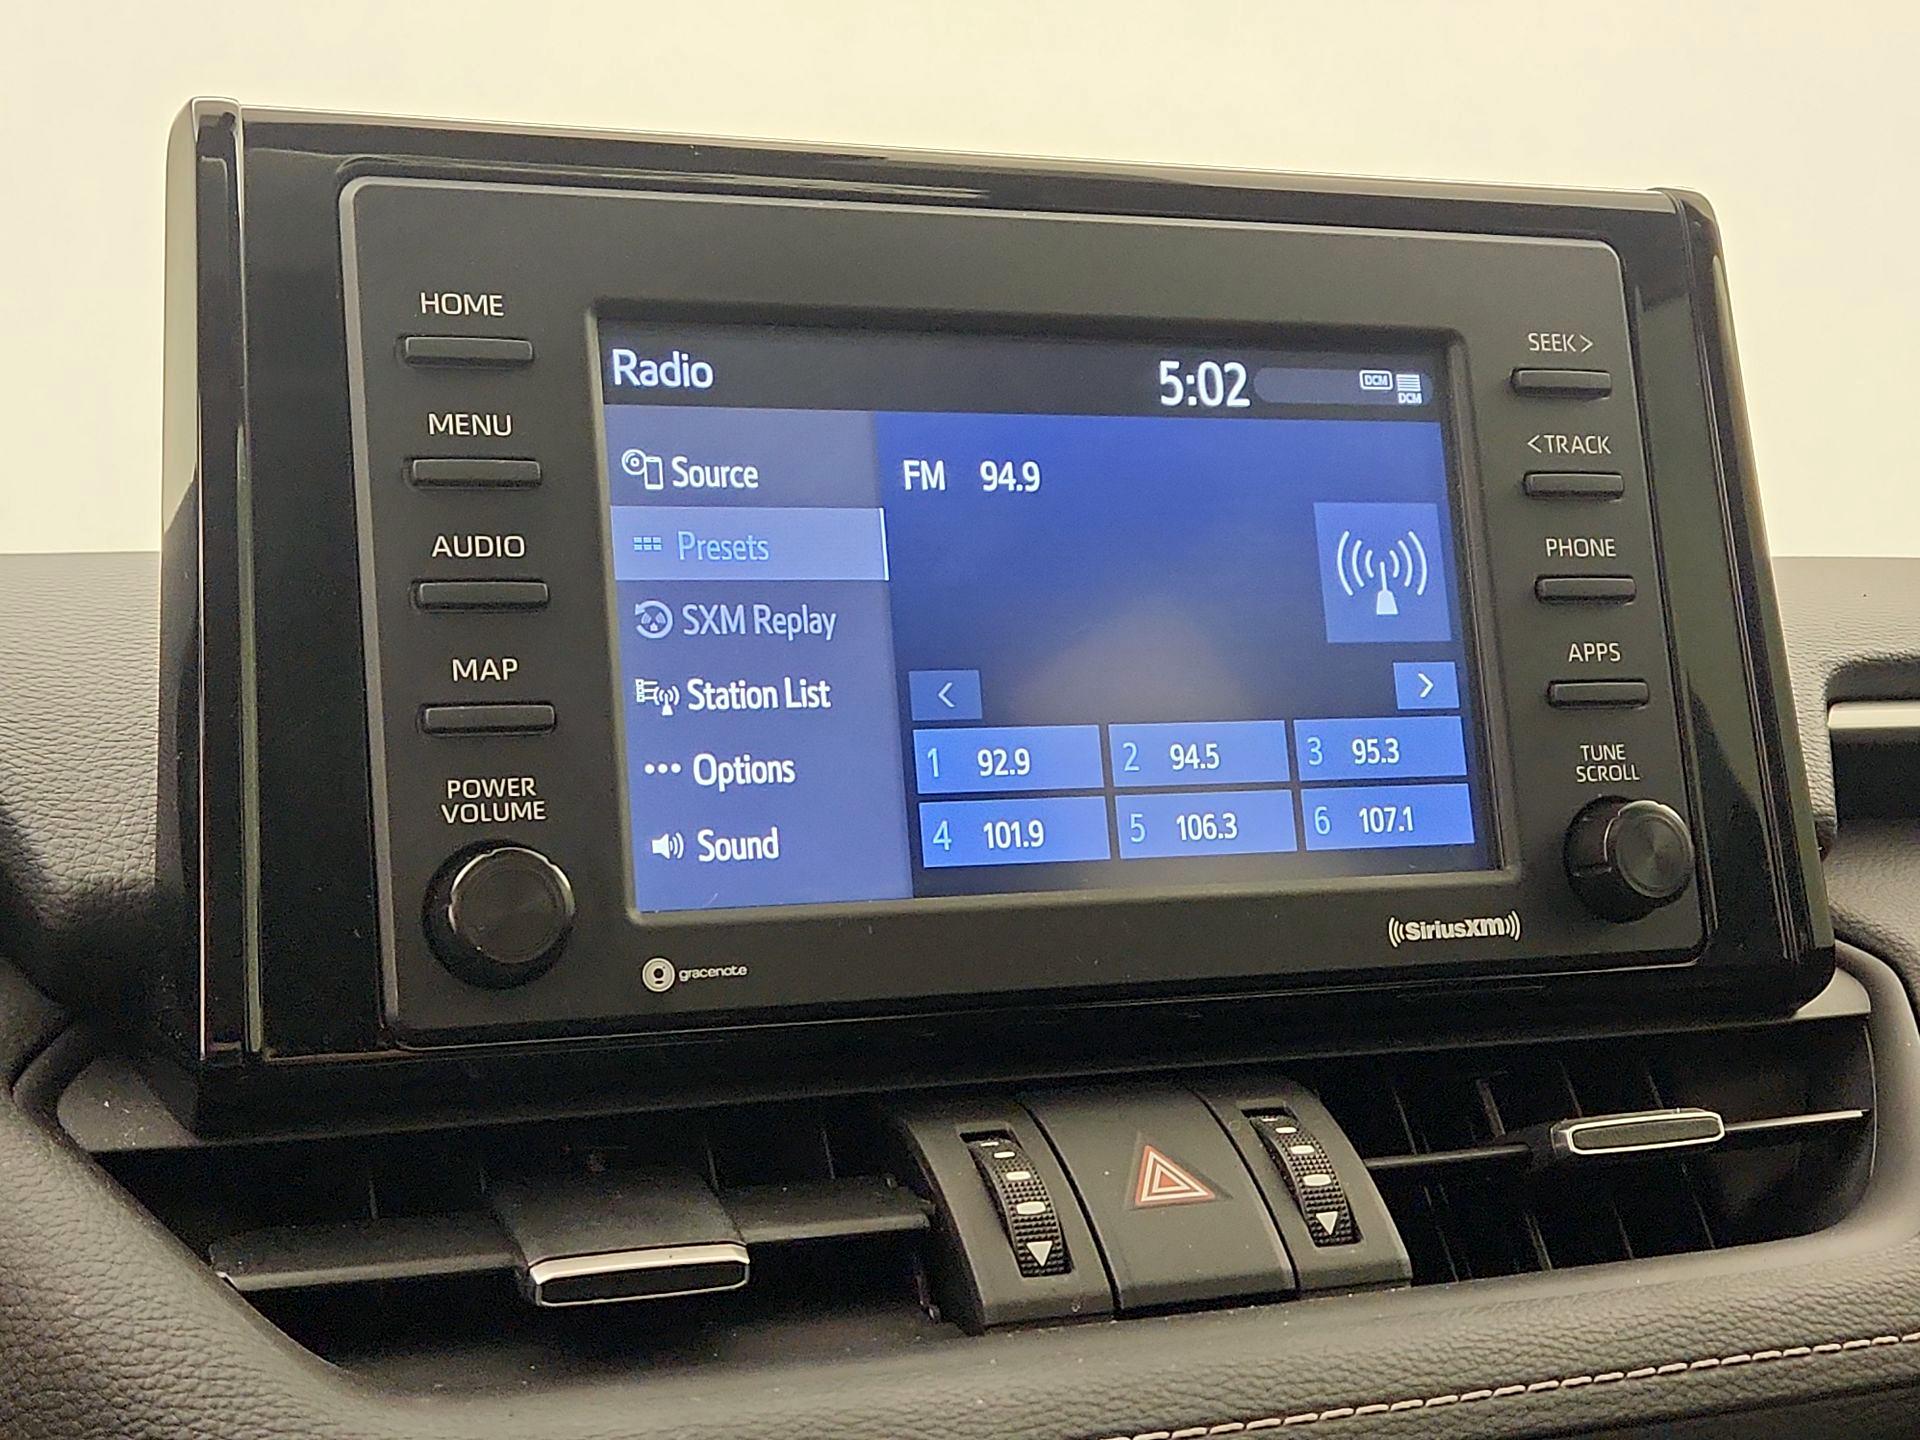 HOME
MENU
AUDIO
MAP
POWER
VOLUME
Radio
5:02
DCM
DCM
Source
Presets
SXM Replay
Station List
Options
Sound
FM 94.9
<
>
1 92.9
2 94.5
3 95.3
4 101.9
5 106.3
6 107.1
SEEK >
< TRACK
PHONE
APPS
TUNE
SCROLL
gracenote
SiriusXM